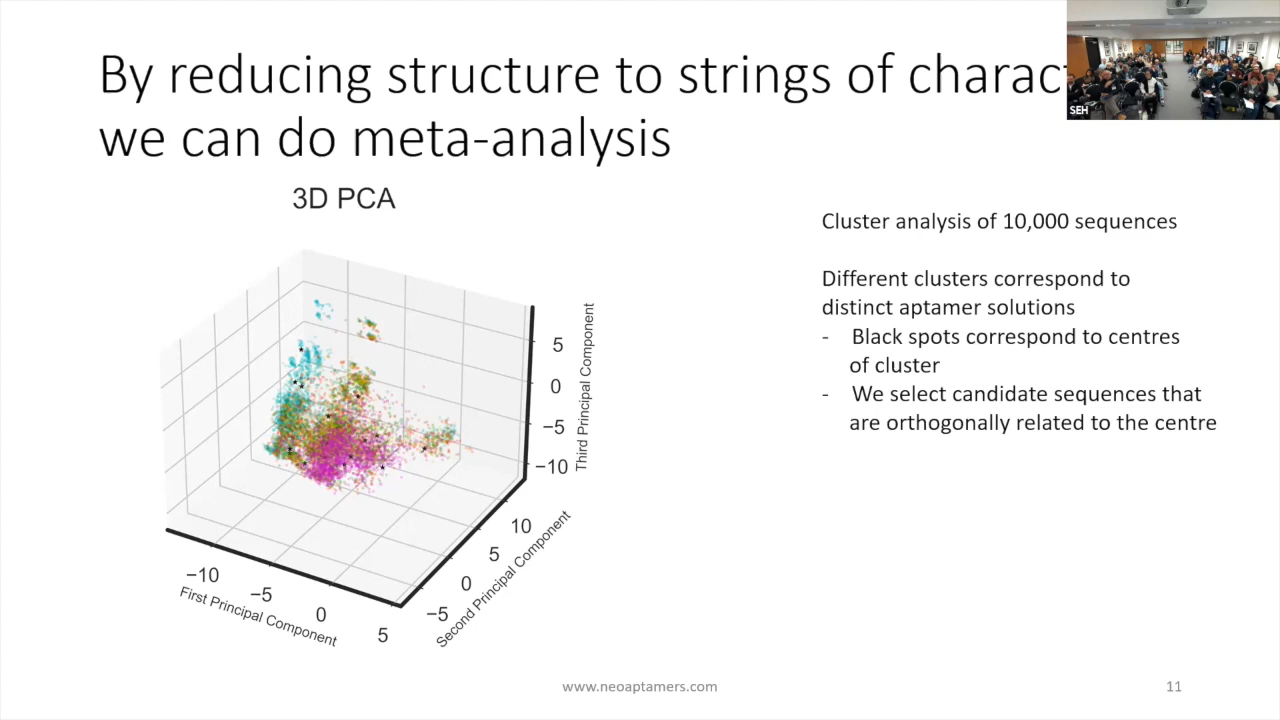 By reducing structure to strings of charac
we can do meta-analysis
SEH
3D PCA
Cluster analysis of 10,000 sequences
Different clusters correspond to
distinct aptamer solutions
- Black spots correspond to centres
of cluster
- We select candidate sequences that
are orthogonally related to the centre
5
0
−5
−10
Third Principal Component
10
5
0
−5
Second Principal Component
−10
−5
0
5
First Principal Component
www.neoaptamers.com
11